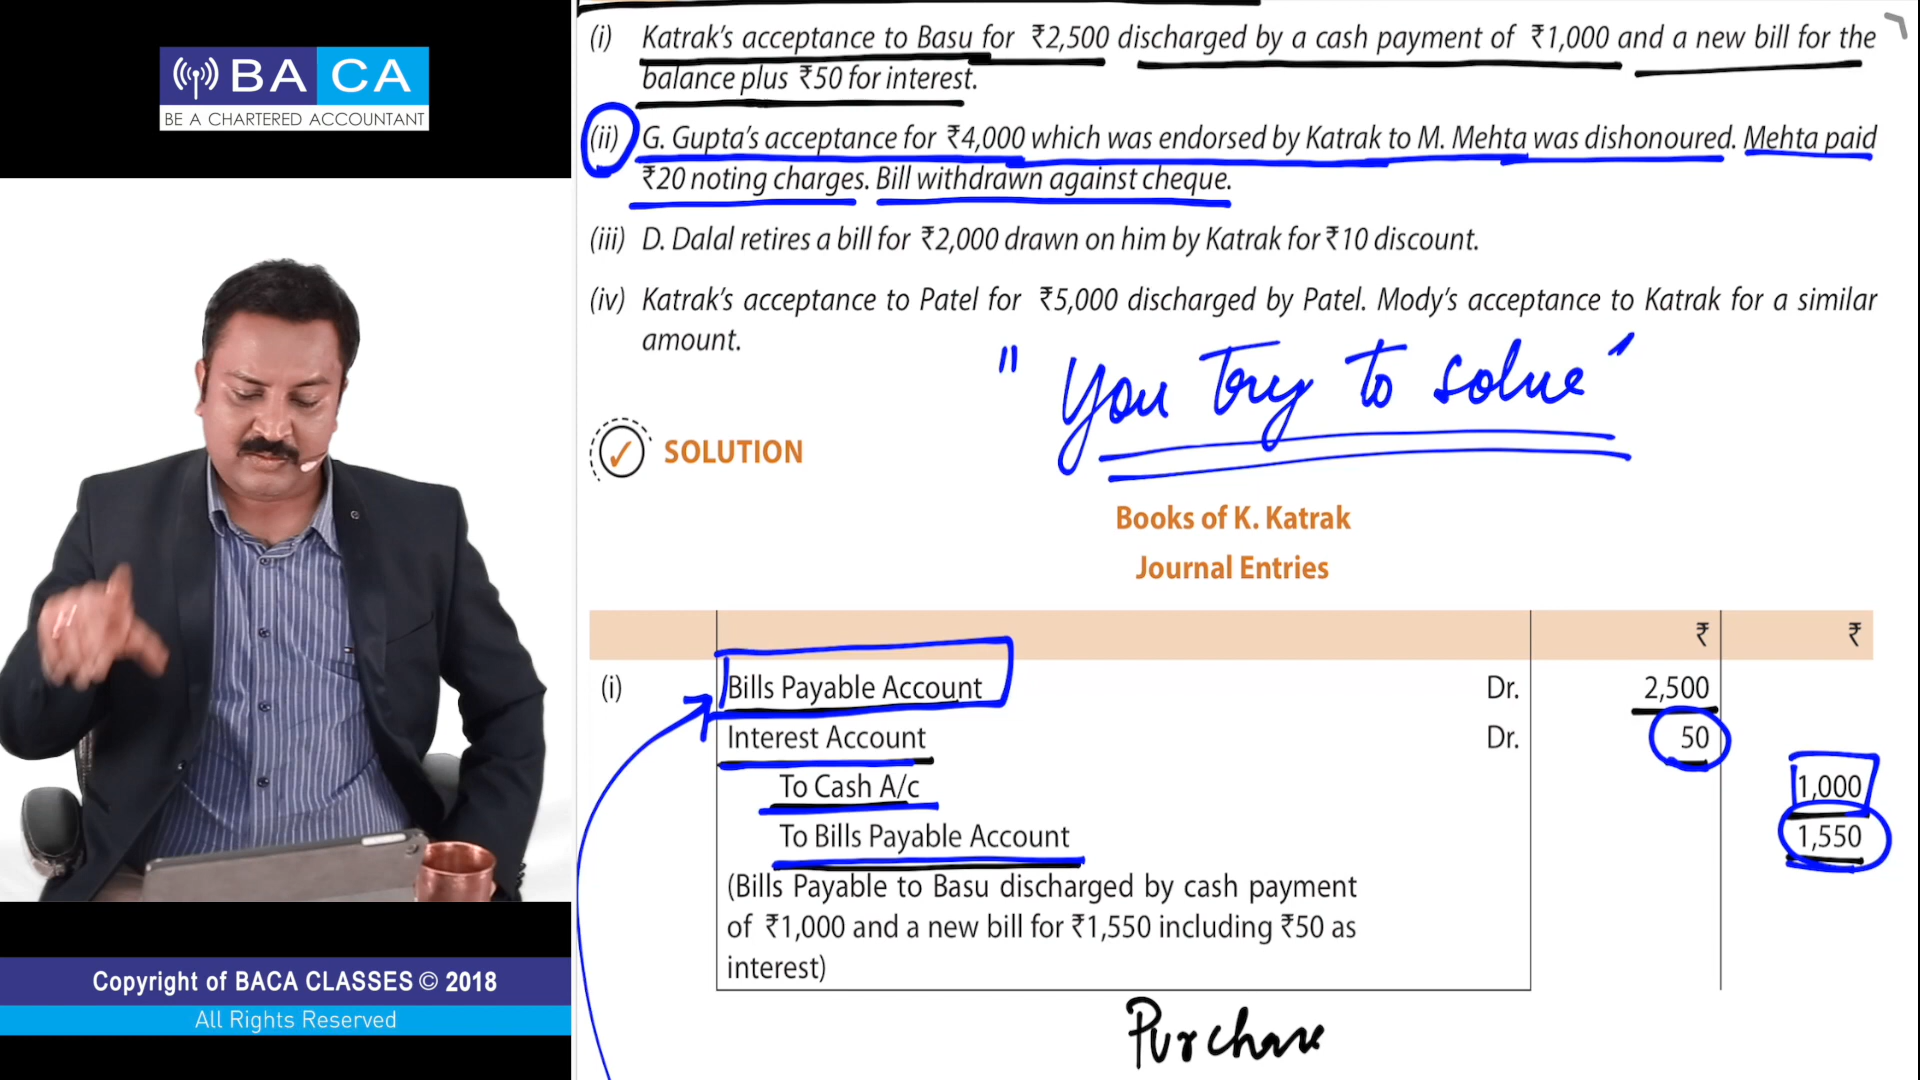 BA CA
BE A CHARTERED ACCOUNTANT
(i) Katrak's acceptance to Basu for ₹2,500 discharged by a cash payment of ₹1,000 and a new bill for the
balance plus ₹50 for interest.
(ii) G. Gupta's acceptance for ₹4,000 which was endorsed by Katrak to M. Mehta was dishonoured. Mehta paid
₹20 noting charges. Bill withdrawn against cheque.
(iii) D. Dalal retires a bill for ₹2,000 drawn on him by Katrak for ₹10 discount.
(iv) Katrak's acceptance to Patel for ₹5,000 discharged by Patel. Mody's acceptance to Katrak for a similar
amount.
" You Try to solve "
SOLUTION
Books of K. Katrak
Journal Entries
₹ ₹
(i) Bills Payable Account Dr. 2,500
Interest Account Dr. 50
To Cash A/c 1,000
To Bills Payable Account 1,550
(Bills Payable to Basu discharged by cash payment
of ₹1,000 and a new bill for ₹1,550 including ₹50 as
interest)
Purchase
Copyright of BACA CLASSES © 2018
All Rights Reserved